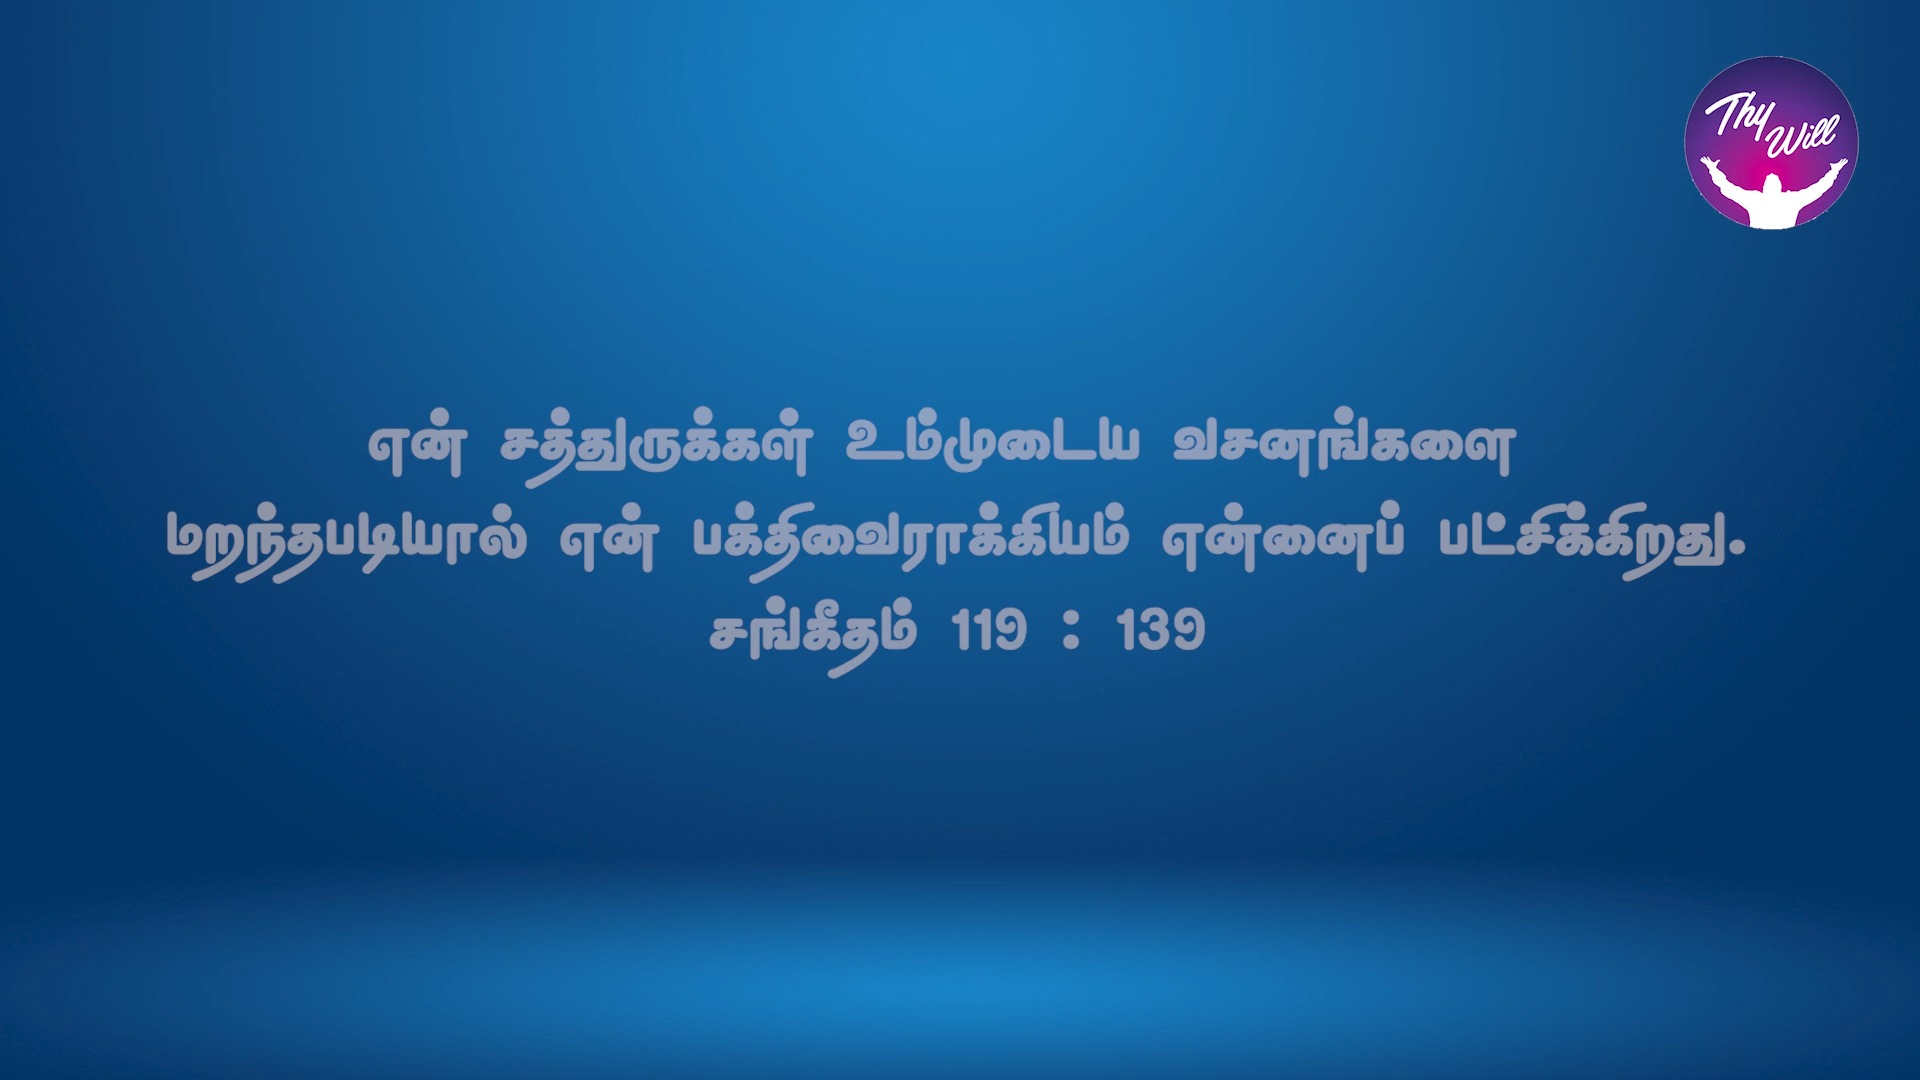 Thy
Will
என் சத்துருக்கள் உம்முடைய வசனங்களை
மறந்தபடியால் என் பக்திவைராக்கியம் என்னைப் பட்சிக்கிறது.
சங்கீதம் 119 : 139